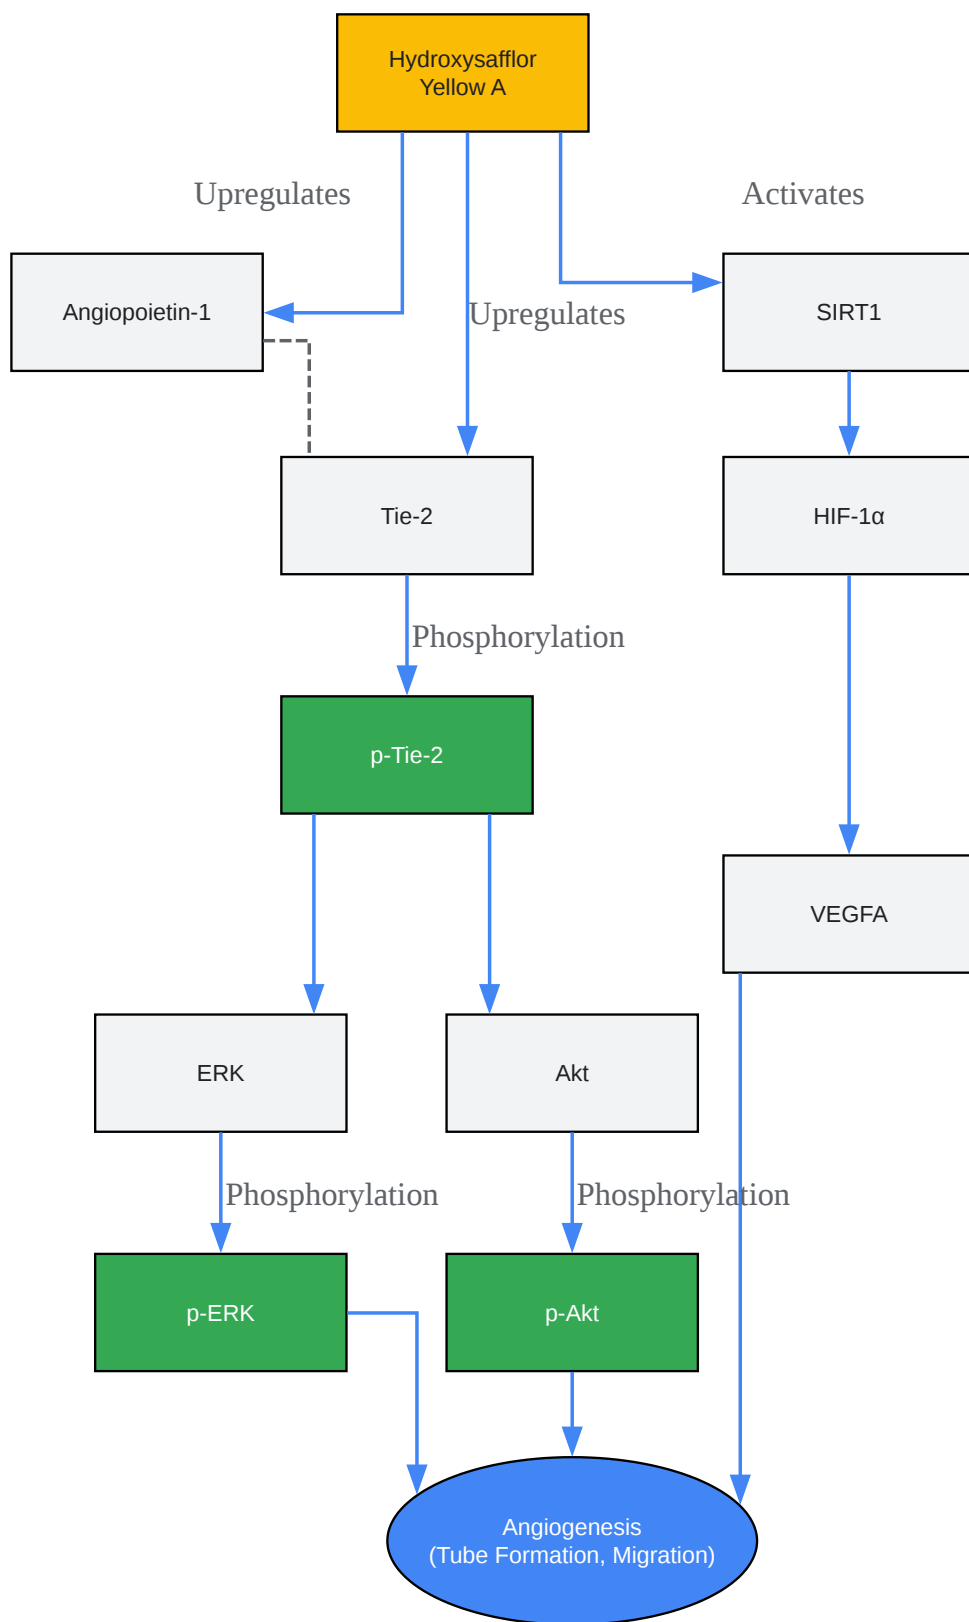 Hydroxysafflor
Yellow A
Upregulates
Activates
Angiopoietin-1
Upregulates
SIRT1
Tie-2
HIF-1α
Phosphorylation
p-Tie-2
VEGFA
ERK
Akt
Phosphorylation
Phosphorylation
p-ERK
p-Akt
Angiogenesis
(Tube Formation, Migration)